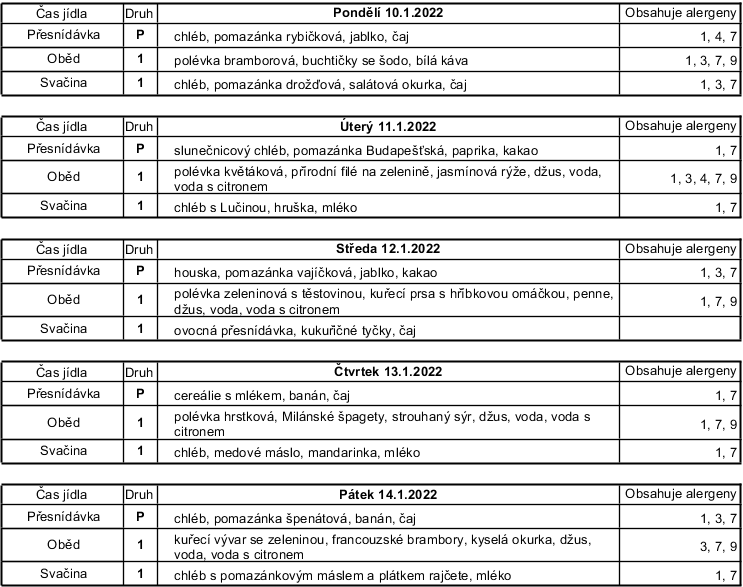 Čas jídla Druh Pondělí 10.1.2022 Obsahuje alergeny
Přesnídávka P chléb, pomazánka rybičková, jablko, čaj 1, 4, 7
Oběd 1 polévka bramborová, buchtičky se šodo, bílá káva 1, 3, 7, 9
Svačina 1 chléb, pomazánka drožďová, salátová okurka, čaj 1, 3, 7
Čas jídla Druh Úterý 11.1.2022 Obsahuje alergeny
Přesnídávka P slunečnicový chléb, pomazánka Budapešťská, paprika, kakao 1, 7
Oběd 1 polévka květáková, přírodní filé na zelenině, jasmínová rýže, džus, voda, 1, 3, 4, 7, 9
voda s citronem
Svačina 1 chléb s Lučinou, hruška, mléko 1, 7
Čas jídla Druh Středa 12.1.2022 Obsahuje alergeny
Přesnídávka P houska, pomazánka vajíčková, jablko, kakao 1, 3, 7
Oběd 1 polévka zeleninová s těstovinou, kuřecí prsa s hříbkovou omáčkou, penne, 1, 7, 9
džus, voda, voda s citronem
Svačina 1 ovocná přesnídávka, kukuřičné tyčky, čaj
Čas jídla Druh Čtvrtek 13.1.2022 Obsahuje alergeny
Přesnídávka P cereálie s mlékem, banán, čaj 1, 7
Oběd 1 polévka hrstková, Milánské špagety, strouhaný sýr, džus, voda, voda s 1, 7, 9
citronem
Svačina 1 chléb, medové máslo, mandarinka, mléko 1, 7
Čas jídla Druh Pátek 14.1.2022 Obsahuje alergeny
Přesnídávka P chléb, pomazánka špenátová, banán, čaj 1, 3, 7
Oběd 1 kuřecí vývar se zeleninou, francouzské brambory, kyselá okurka, džus, 3, 7, 9
voda, voda s citronem
Svačina 1 chléb s pomazánkovým máslem a plátkem rajčete, mléko 1, 7